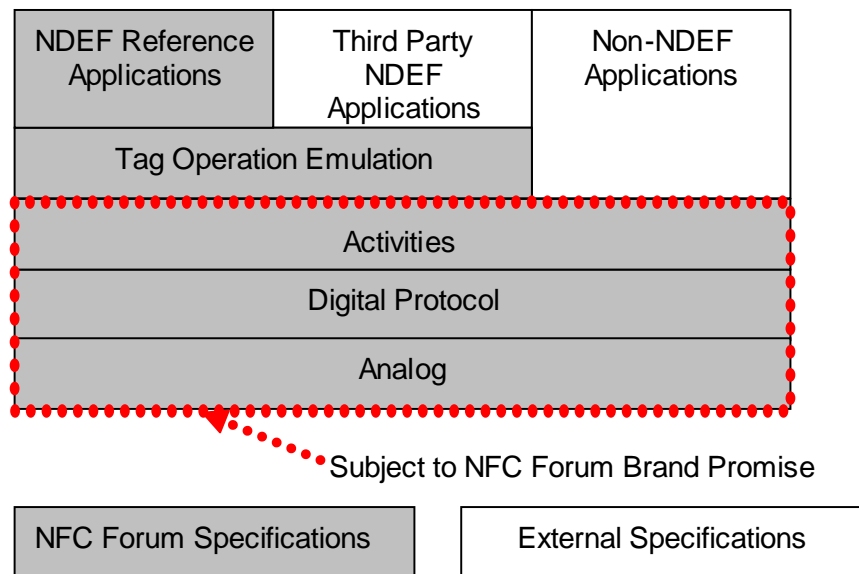 NDEF Reference
Applications
Third Party
NDEF
Applications
Non-NDEF
Applications
Tag Operation Emulation
Activities
Digital Protocol
Analog
Subject to NFC Forum Brand Promise
NFC Forum Specifications
External Specifications